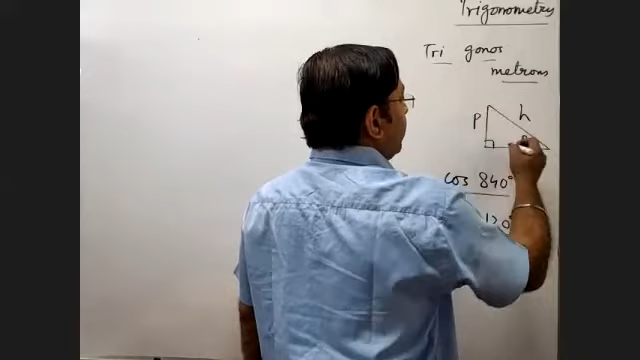 Trigonometry
Tri gonos
metrons
P h
cos 840°